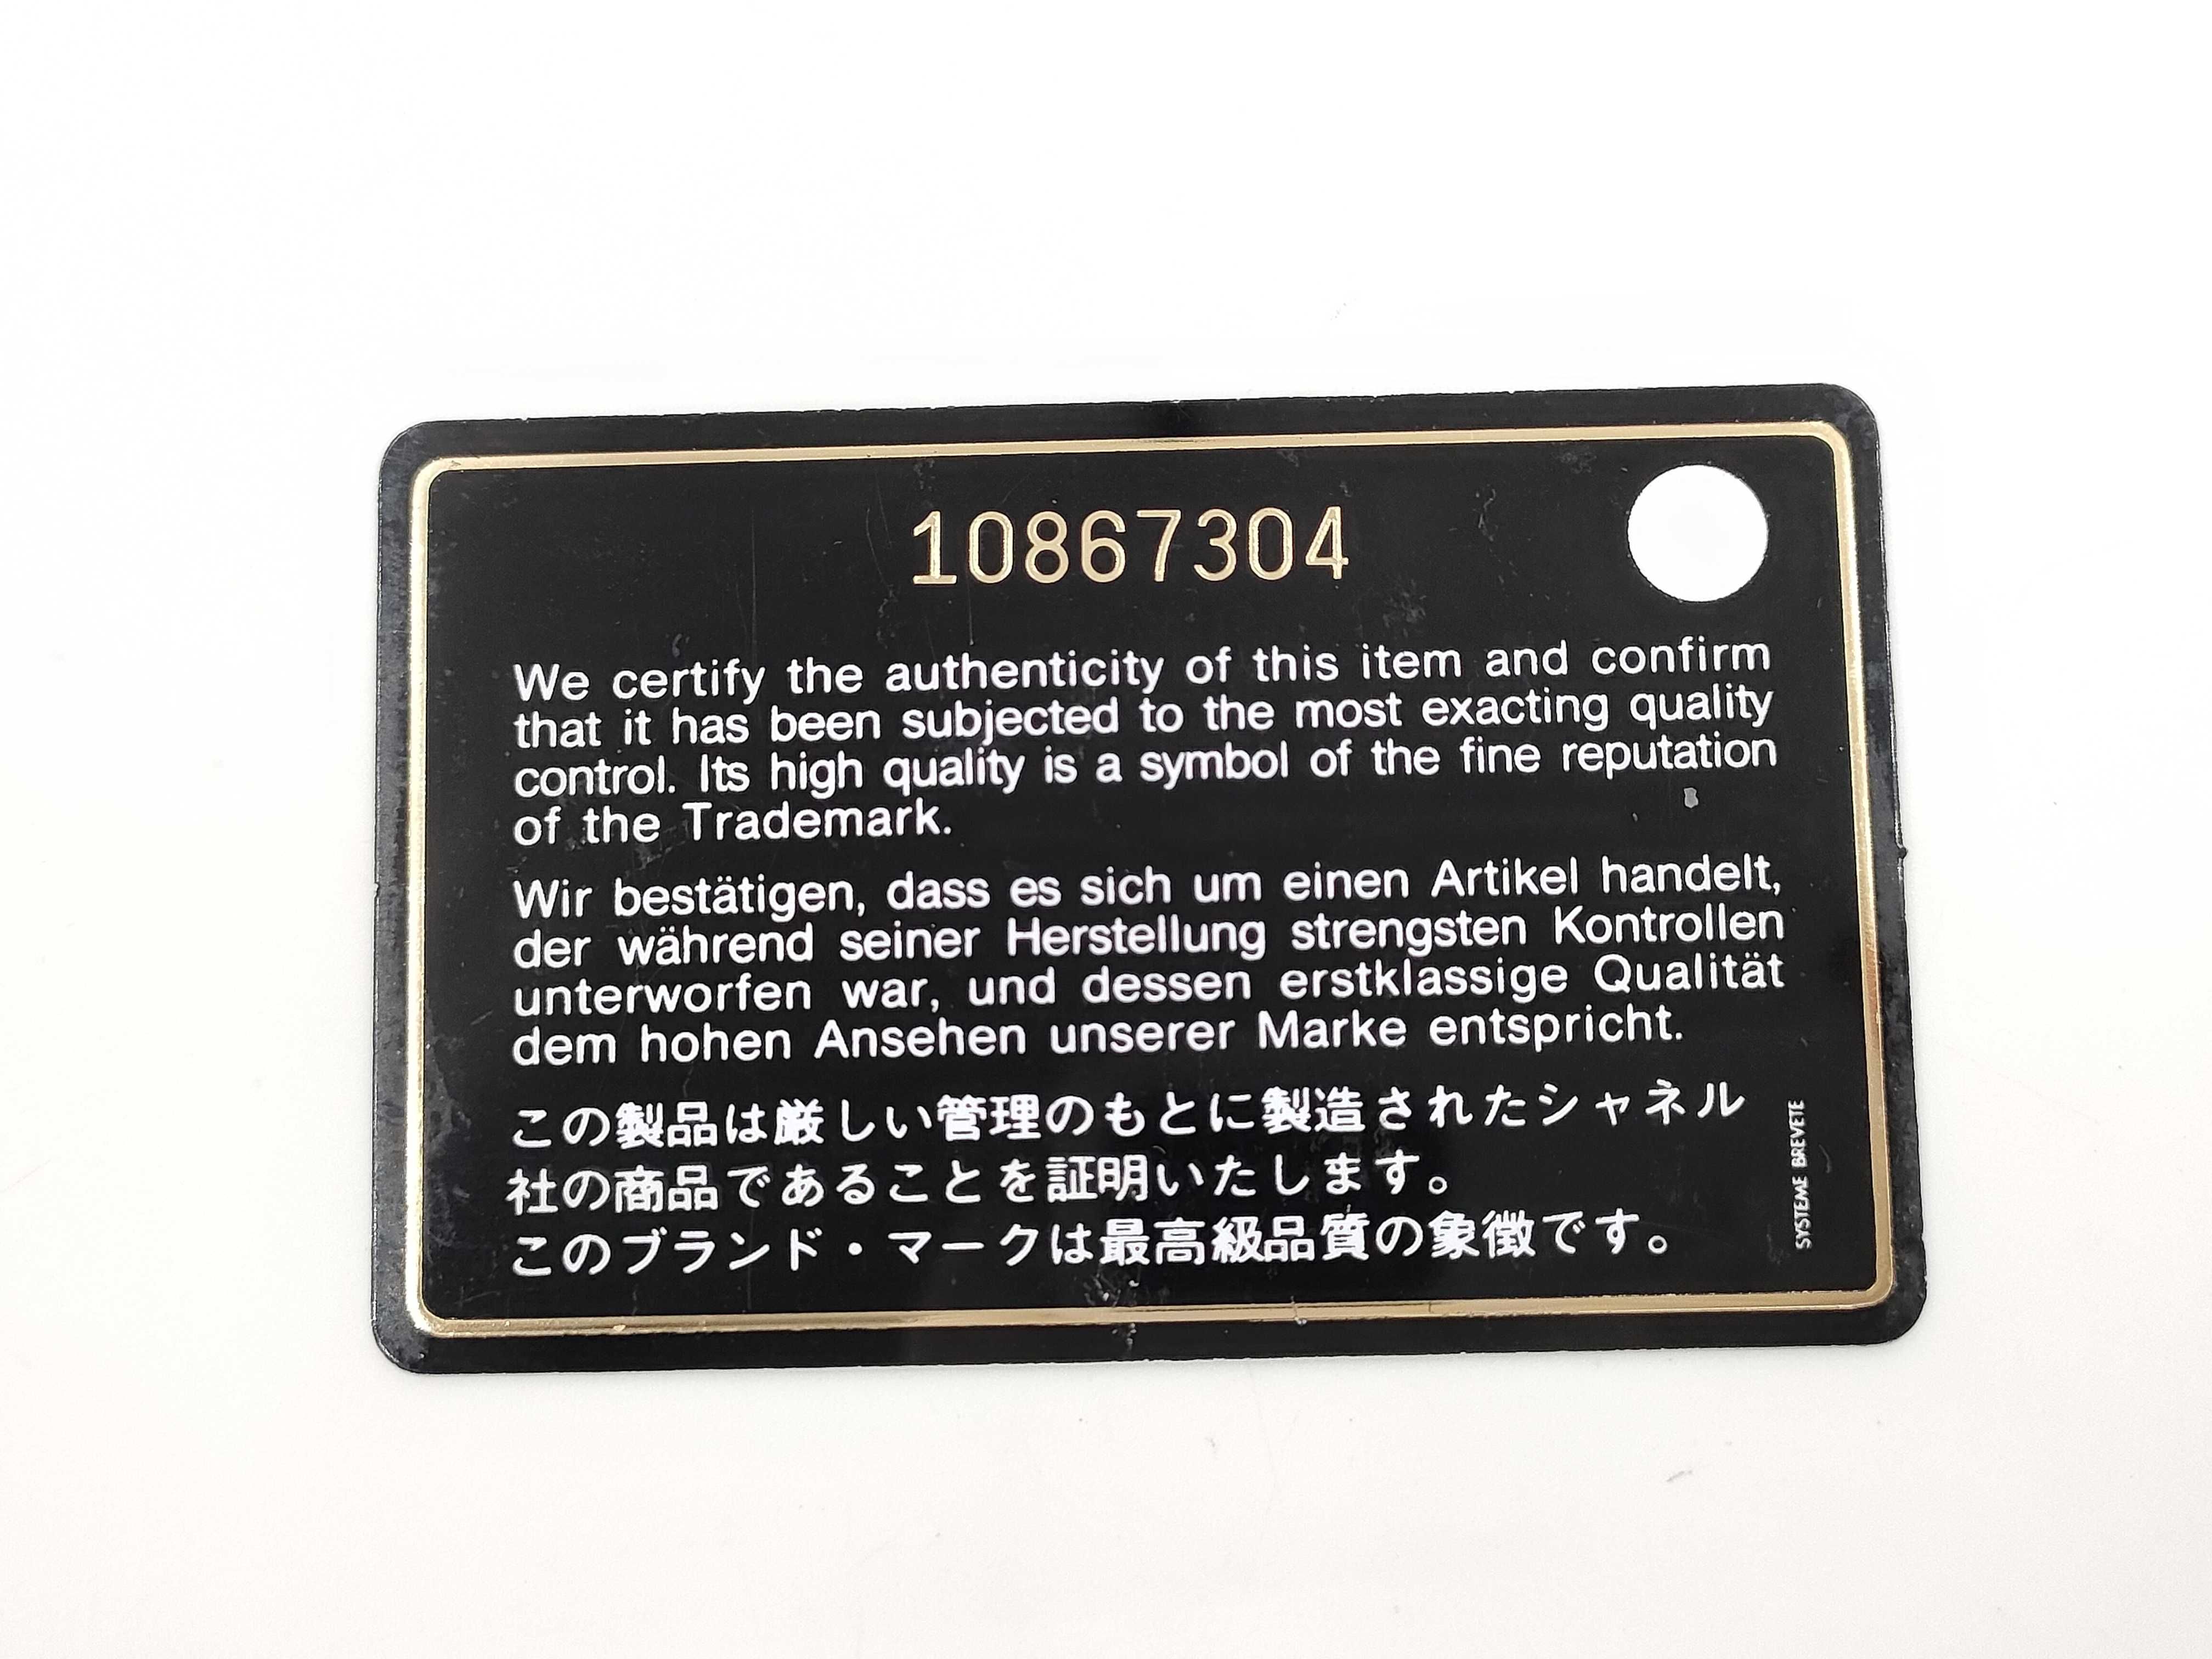 10867304
We certify the authenticity of this item and confirm
that it has been subjected to the most exacting quality
control. Its high quality is a symbol of the fine reputation
of the Trademark.
Wir bestätigen, dass es sich um einen Artikel handelt,
der während seiner Herstellung strengsten Kontrollen
unterworfen war, und dessen erstklassige Qualität
dem hohen Ansehen unserer Marke entspricht.
この製品は厳しい管理のもとに製造されたシャネル
社の商品であることを証明いたします。
このブランド・マークは最高級品質の象徴です。
SYSTEME BREVETE